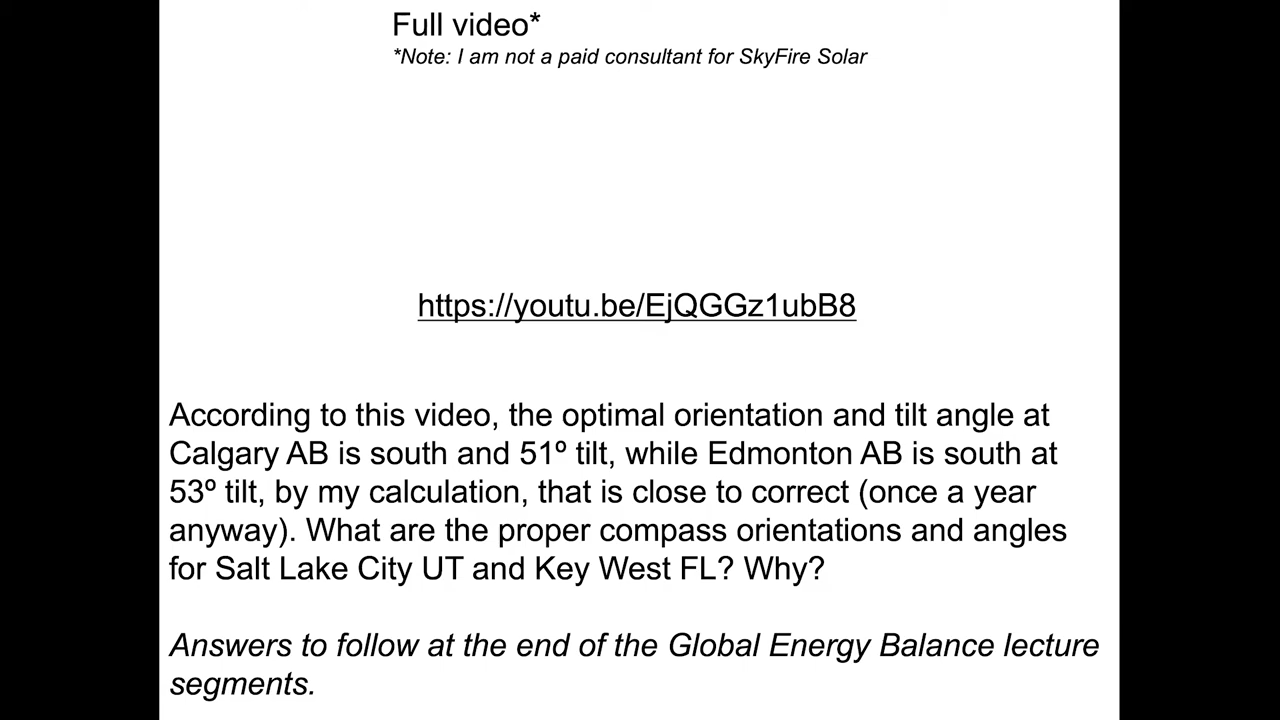 Full video*
*Note: I am not a paid consultant for SkyFire Solar
https://youtu.be/EjQGGz1ubB8
According to this video, the optimal orientation and tilt angle at
Calgary AB is south and 51º tilt, while Edmonton AB is south at
53º tilt, by my calculation, that is close to correct (once a year
anyway). What are the proper compass orientations and angles
for Salt Lake City UT and Key West FL? Why?
Answers to follow at the end of the Global Energy Balance lecture
segments.